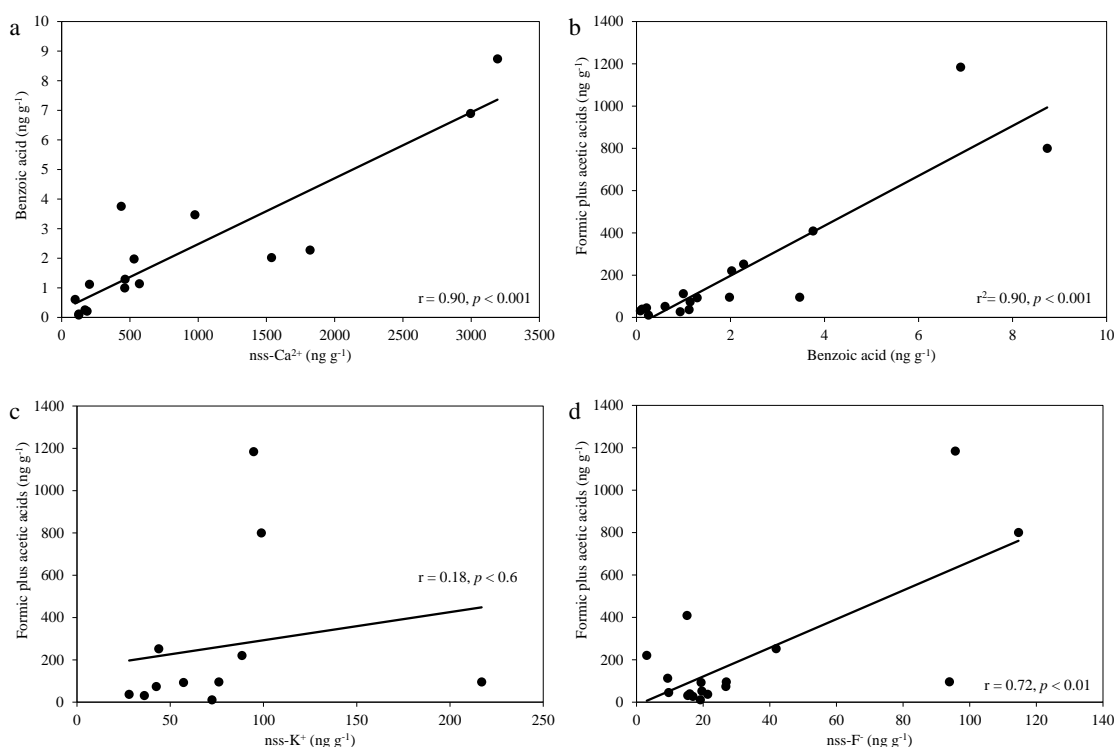 a
10
9
8
7
6
5
4
3
2
1
0
Benzoic acid (ng g⁻¹)
r = 0.90, p < 0.001
0 500 1000 1500 2000 2500 3000 3500
nss-Ca²⁺ (ng g⁻¹)
b
1400
1200
1000
800
600
400
200
0
Formic plus acetic acids (ng g⁻¹)
r²= 0.90, p < 0.001
0 2 4 6 8 10
Benzoic acid (ng g⁻¹)
c
1400
1200
1000
800
600
400
200
0
Formic plus acetic acids (ng g⁻¹)
r = 0.18, p < 0.6
0 50 100 150 200 250
nss-K⁺ (ng g⁻¹)
d
1400
1200
1000
800
600
400
200
0
Formic plus acetic acids (ng g⁻¹)
r = 0.72, p < 0.01
0 20 40 60 80 100 120 140
nss-F⁻ (ng g⁻¹)